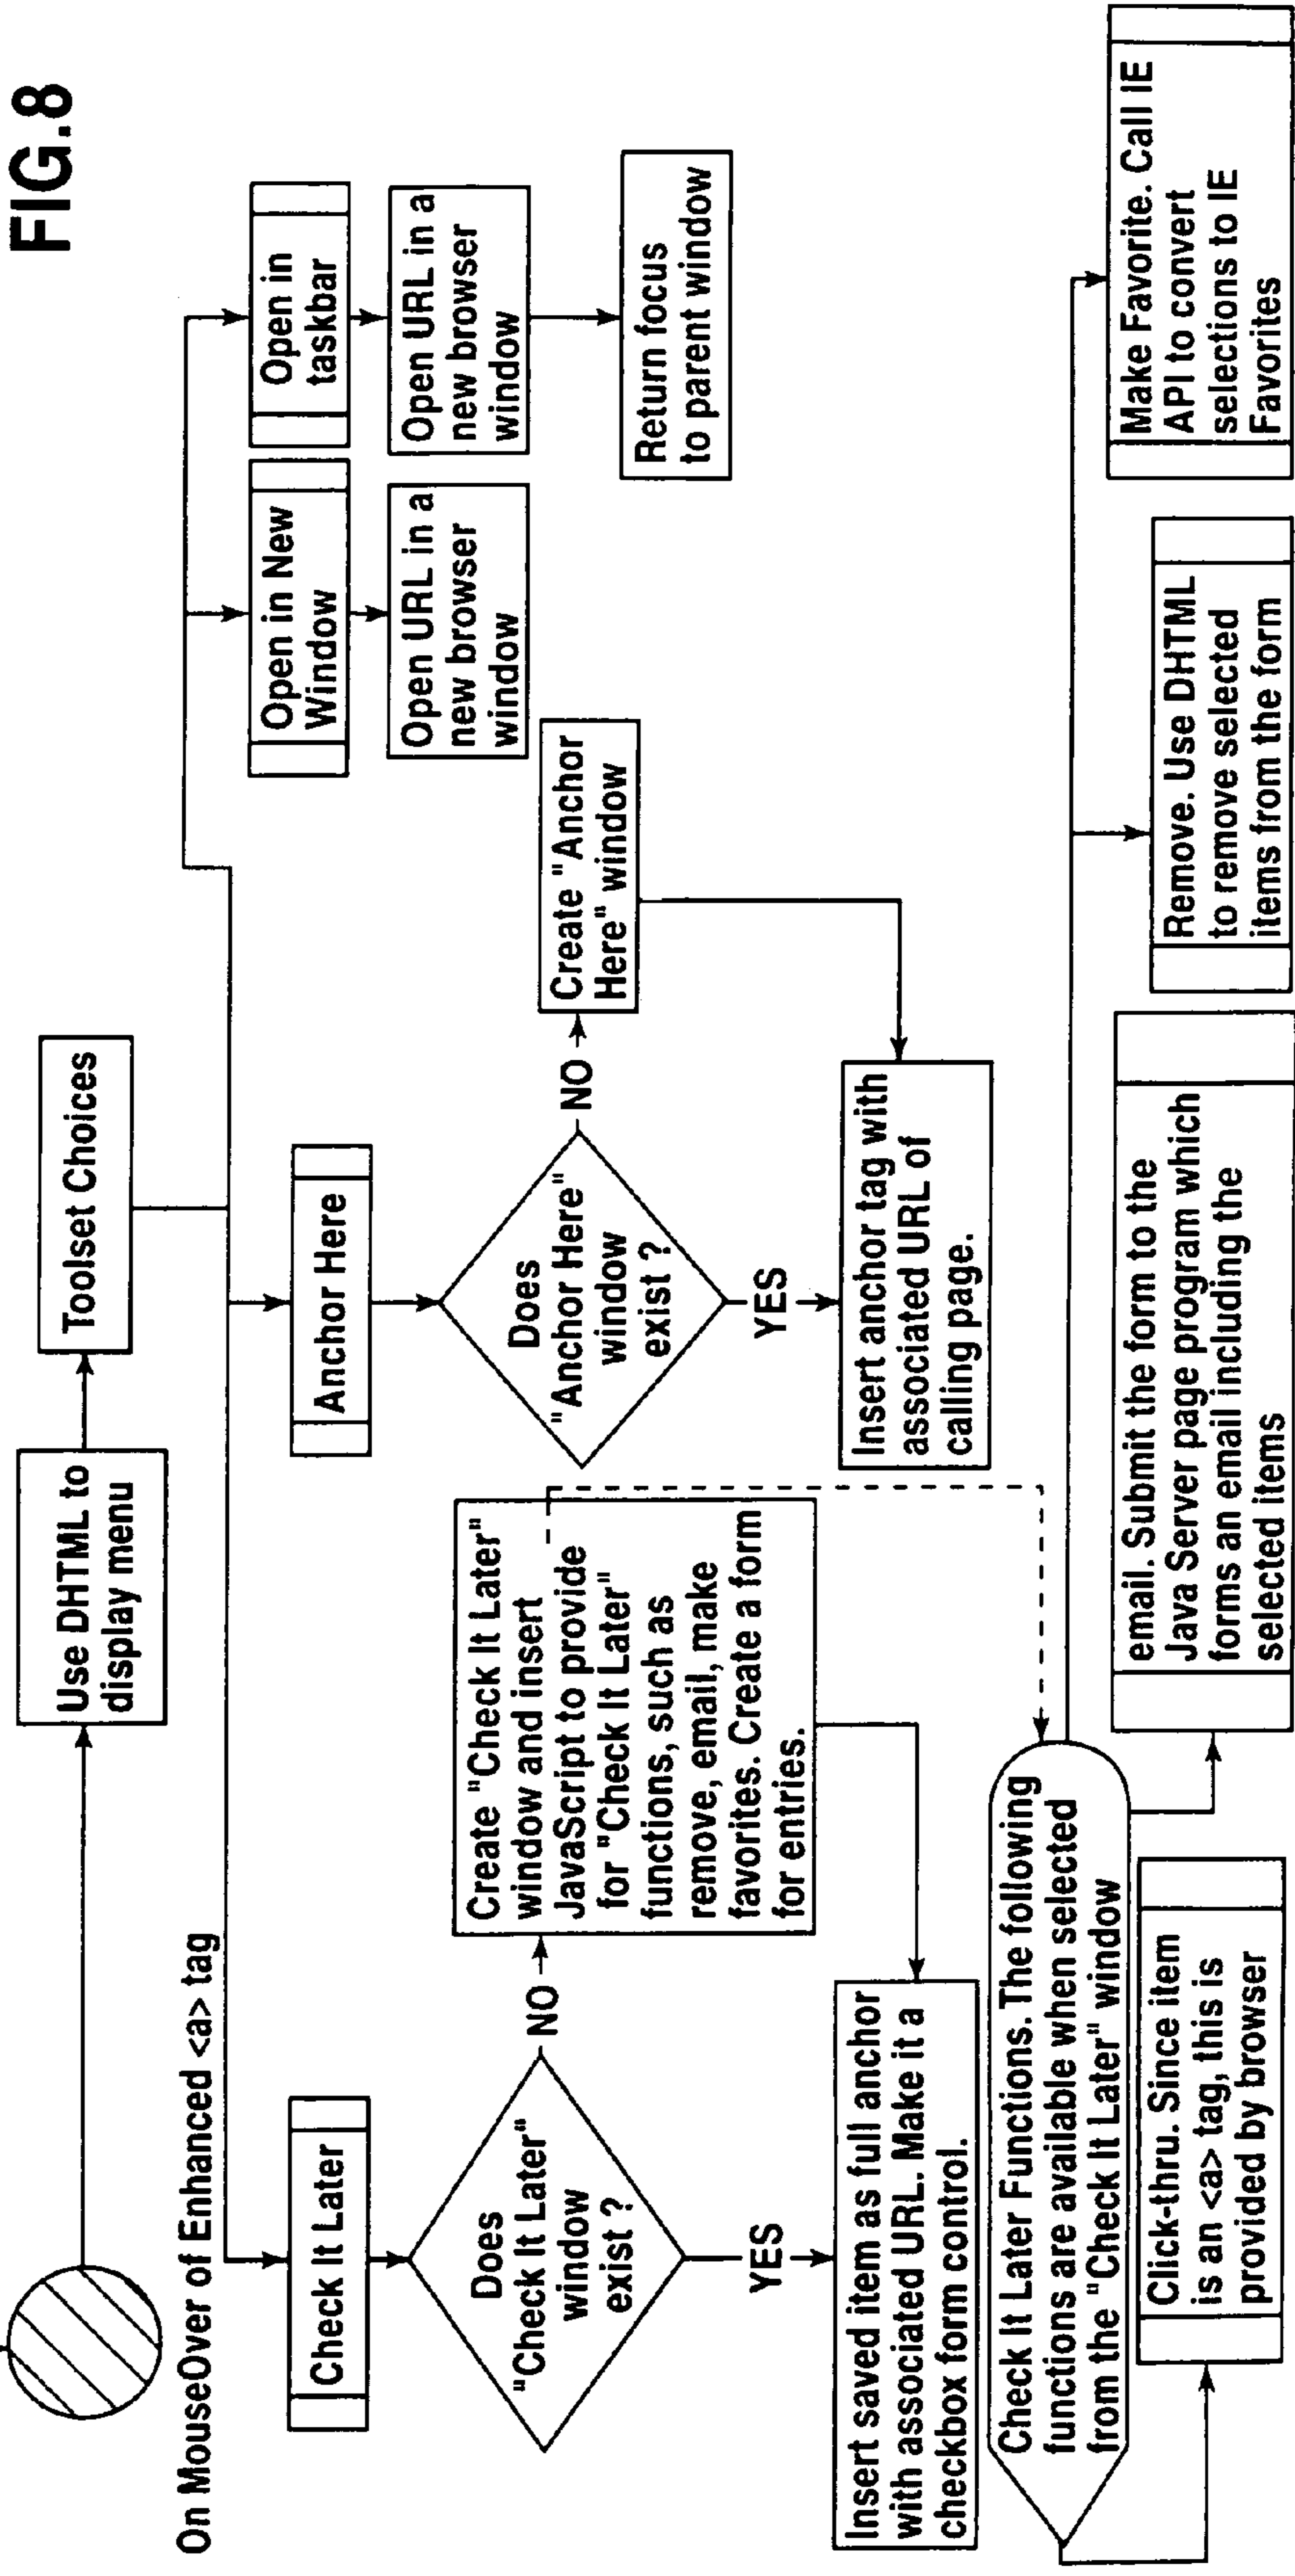 FIG.8
Use DHTML to
display menu
Toolset Choices
On MouseOver of Enhanced <a> tag
Check It Later
Does
"Check It Later"
window
exist ?
NO
YES
Create "Check It Later"
window and insert
JavaScript to provide
for "Check It Later"
functions, such as
remove, email, make
favorites. Create a form
for entries.
Insert saved item as full anchor
with associated URL. Make it a
checkbox form control.
Anchor Here
Does
"Anchor Here"
window
exist ?
NO
YES
Create "Anchor
Here" window
Insert anchor tag with
associated URL of
calling page.
Open in New
Window
Open URL in a
new browser
window
Open in
taskbar
Open URL in a
new browser
window
Return focus
to parent window
Check It Later Functions. The following
functions are available when selected
from the "Check It Later" window
Click-thru. Since item
is an <a> tag, this is
provided by browser
email. Submit the form to the
Java Server page program which
forms an email including the
selected items
Remove. Use DHTML
to remove selected
items from the form
Make Favorite. Call IE
API to convert
selections to IE
Favorites